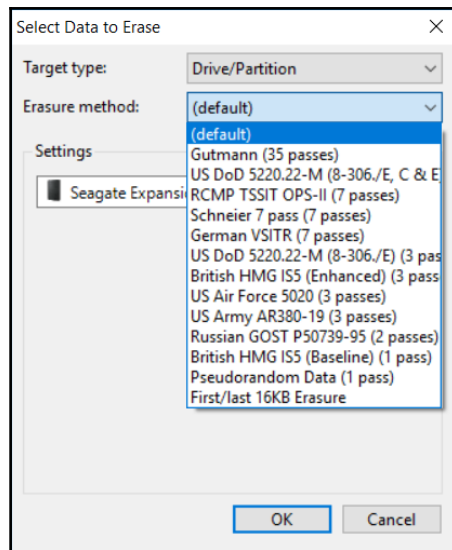 Select Data to Erase
Target type: Drive/Partition
Erasure method: (default)
(default)
Settings
Gutmann (35 passes)
US DoD 5220.22-M (8-306./E, C & E
Seagate Expansi
RCMP TSSIT OPS-II (7 passes)
Schneier 7 pass (7 passes)
German VSITR (7 passes)
US DoD 5220.22-M (8-306./E) (3 pas
British HMG IS5 (Enhanced) (3 pass
US Air Force 5020 (3 passes)
US Army AR380-19 (3 passes)
Russian GOST P50739-95 (2 passes)
British HMG IS5 (Baseline) (1 pass)
Pseudorandom Data (1 pass)
First/last 16KB Erasure
OK Cancel